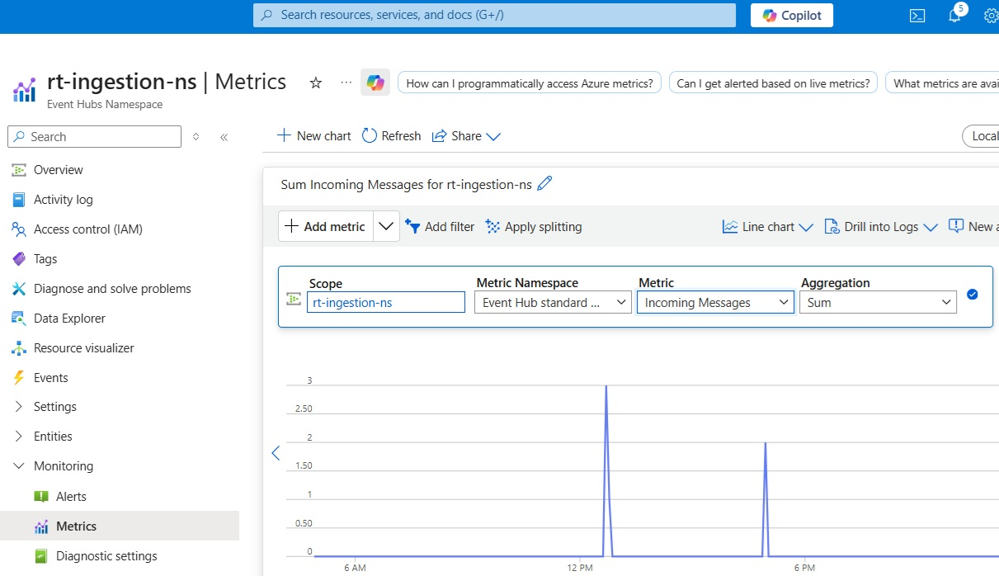 Search resources, services, and docs (G+/)
Copilot
5
rt-ingestion-ns | Metrics
Event Hubs Namespace
How can I programmatically access Azure metrics?
Can I get alerted based on live metrics?
What metrics are avai
Search
New chart
Refresh
Share
Local
Overview
Activity log
Access control (IAM)
Tags
Diagnose and solve problems
Data Explorer
Resource visualizer
Events
Settings
Entities
Monitoring
Alerts
Metrics
Diagnostic settings
Sum Incoming Messages for rt-ingestion-ns
Add metric
Add filter
Apply splitting
Line chart
Drill into Logs
New a
Scope
rt-ingestion-ns
Metric Namespace
Event Hub standard ...
Metric
Incoming Messages
Aggregation
Sum
3
2.50
2
1.50
1
0.50
0
6 AM
12 PM
6 PM